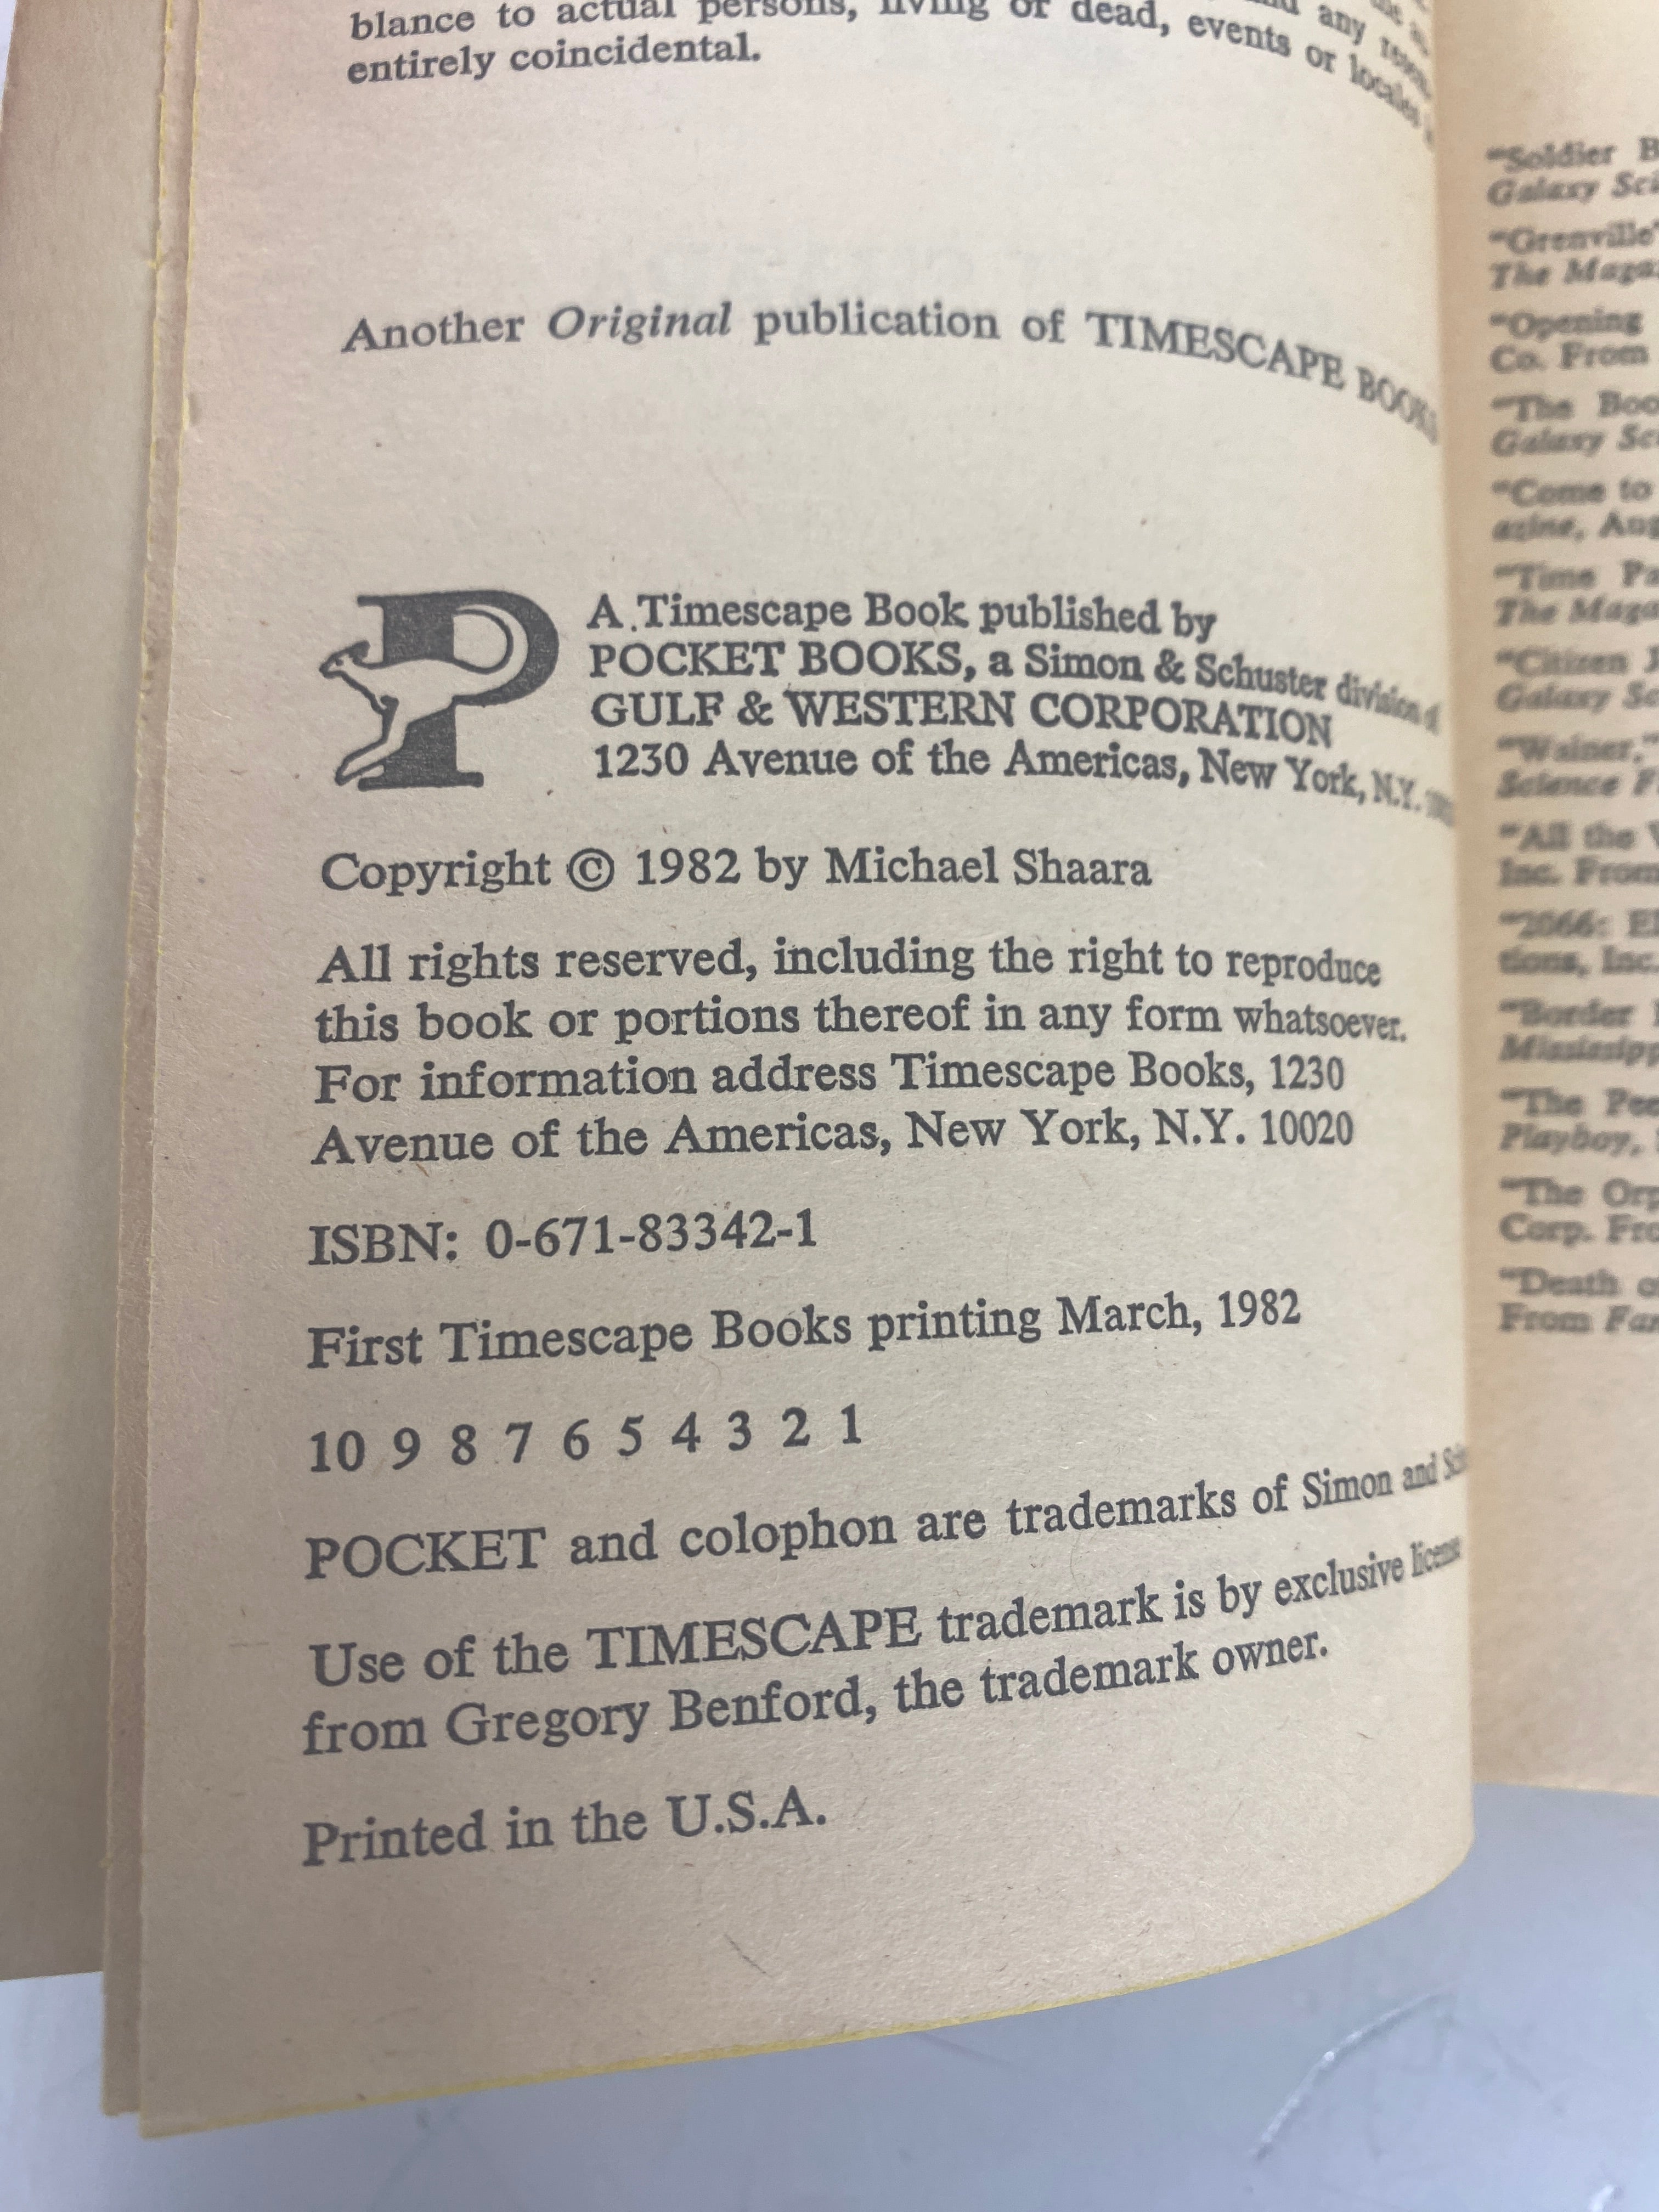 blance to actual persons, living or dead, events or locales
entirely coincidental.
Another Original publication of TIMESCAPE BOOKS
A Timescape Book published by
POCKET BOOKS, a Simon & Schuster division of
GULF & WESTERN CORPORATION
1230 Avenue of the Americas, New York, N.Y.
Copyright © 1982 by Michael Shaara
All rights reserved, including the right to reproduce
this book or portions thereof in any form whatsoever.
For information address Timescape Books, 1230
Avenue of the Americas, New York, N.Y. 10020
ISBN: 0-671-83342-1
First Timescape Books printing March, 1982
10 9 8 7 6 5 4 3 2 1
POCKET and colophon are trademarks of Simon and
Use of the TIMESCAPE trademark is by exclusive license
from Gregory Benford, the trademark owner.
Printed in the U.S.A.
"Soldier
Galaxy
"Grenville"
The
"Opening
Co. From
"The
Galaxy
"Come to
azine,
"Time
The
"Citizen
Galaxy
"Wainer,"
Science
"All the
Inc. From
"2066:
tions, Inc.
"Border
"The
Playboy,
"The
Corp.
"Death
From